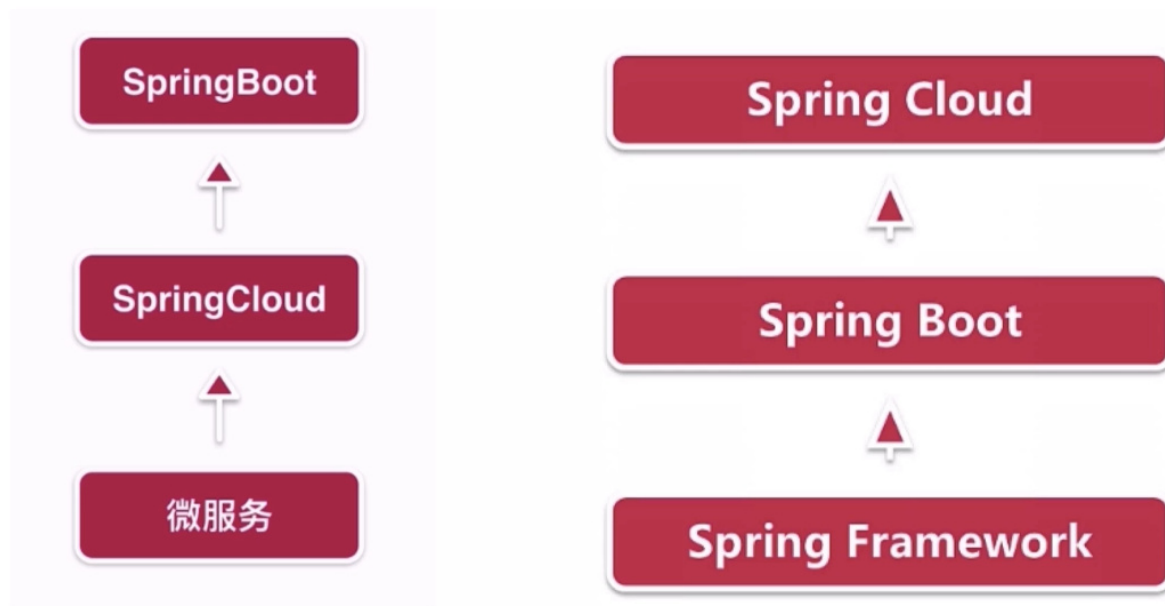 SpringBoot
SpringCloud
微服务
Spring Cloud
Spring Boot
Spring Framework